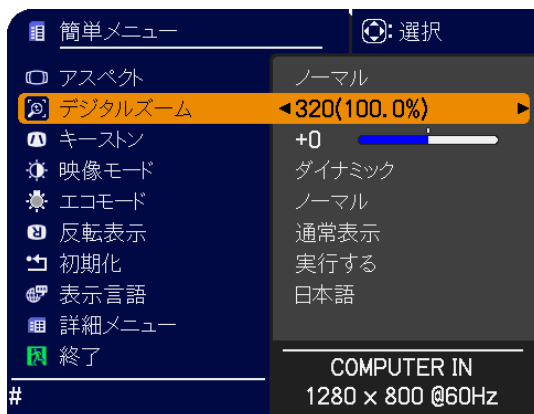 簡単メニュー :選択
アスペクト ノーマル
デジタルズーム 320(100.0%)
キーストン +0
映像モード ダイナミック
エコモード ノーマル
反転表示 通常表示
初期化 実行する
表示言語 日本語
詳細メニュー
終了
COMPUTER IN
# 1280 × 800 @60Hz